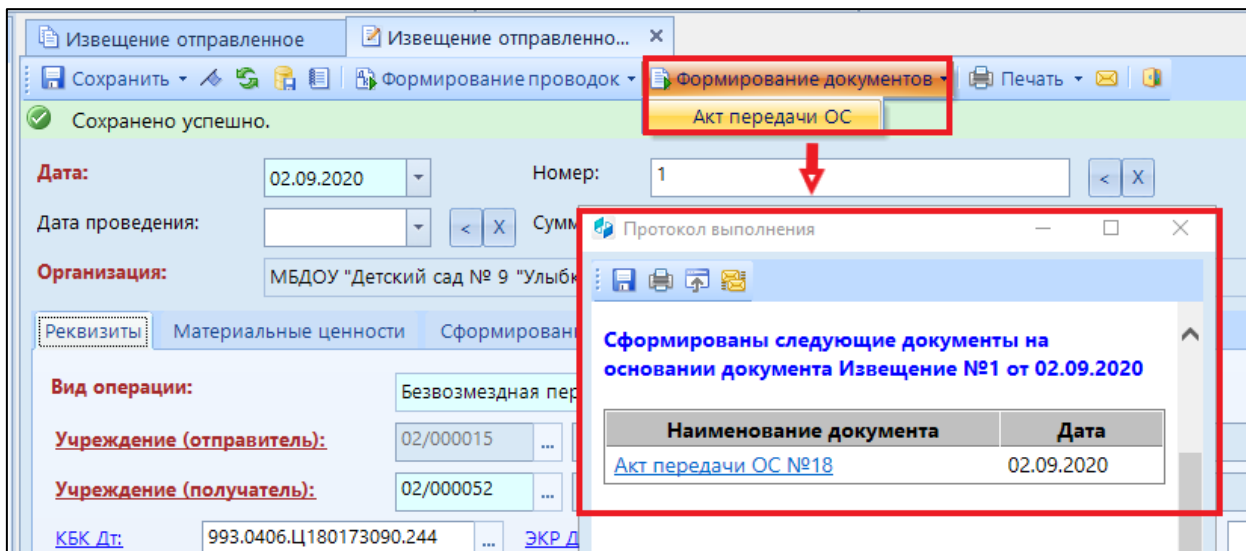 Извещение отправленное Извещение отправленно...
Сохранить Формирование проводок Формирование документов Печать
Акт передачи ОС
Сохранено успешно.
Дата: 02.09.2020 Номер: 1 < X
Дата проведения: < X Сумм
Протокол выполнения
Организация: МБДОУ "Детский сад № 9 "Улыбк
Реквизиты Материальные ценности Сформирован
Сформированы следующие документы на
основании документа Извещение №1 от 02.09.2020
Вид операции: Безвозмездная пер
Наименование документа Дата
Учреждение (отправитель): 02/000015 ...
Акт передачи ОС №18 02.09.2020
Учреждение (получатель): 02/000052 ...
КБК Дт: 993.0406.Ц180173090.244 ... ЭКР Д